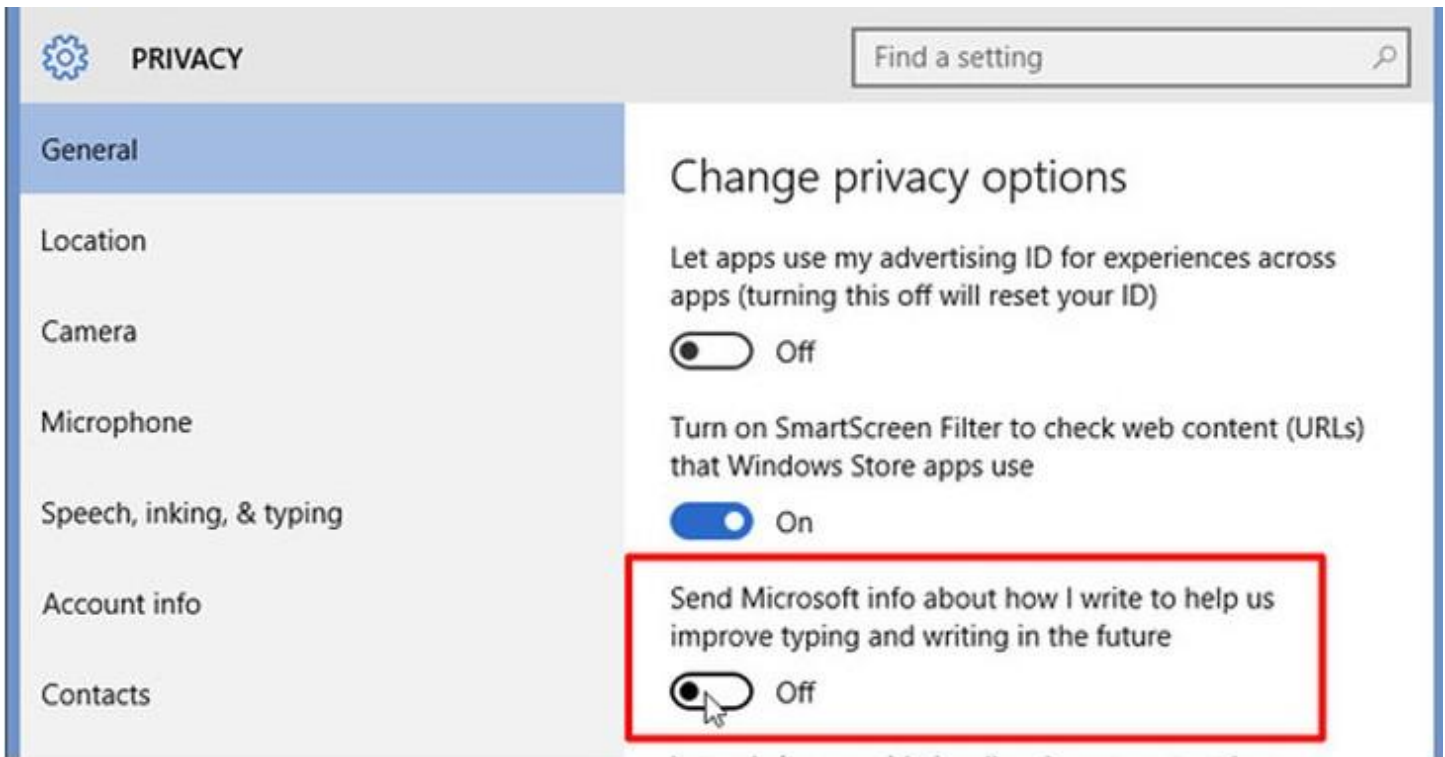 PRIVACY
Find a setting
General
Location
Camera
Microphone
Speech, inking, & typing
Account info
Contacts
Change privacy options
Let apps use my advertising ID for experiences across
apps (turning this off will reset your ID)
Off
Turn on SmartScreen Filter to check web content (URLs)
that Windows Store apps use
On
Send Microsoft info about how I write to help us
improve typing and writing in the future
Off